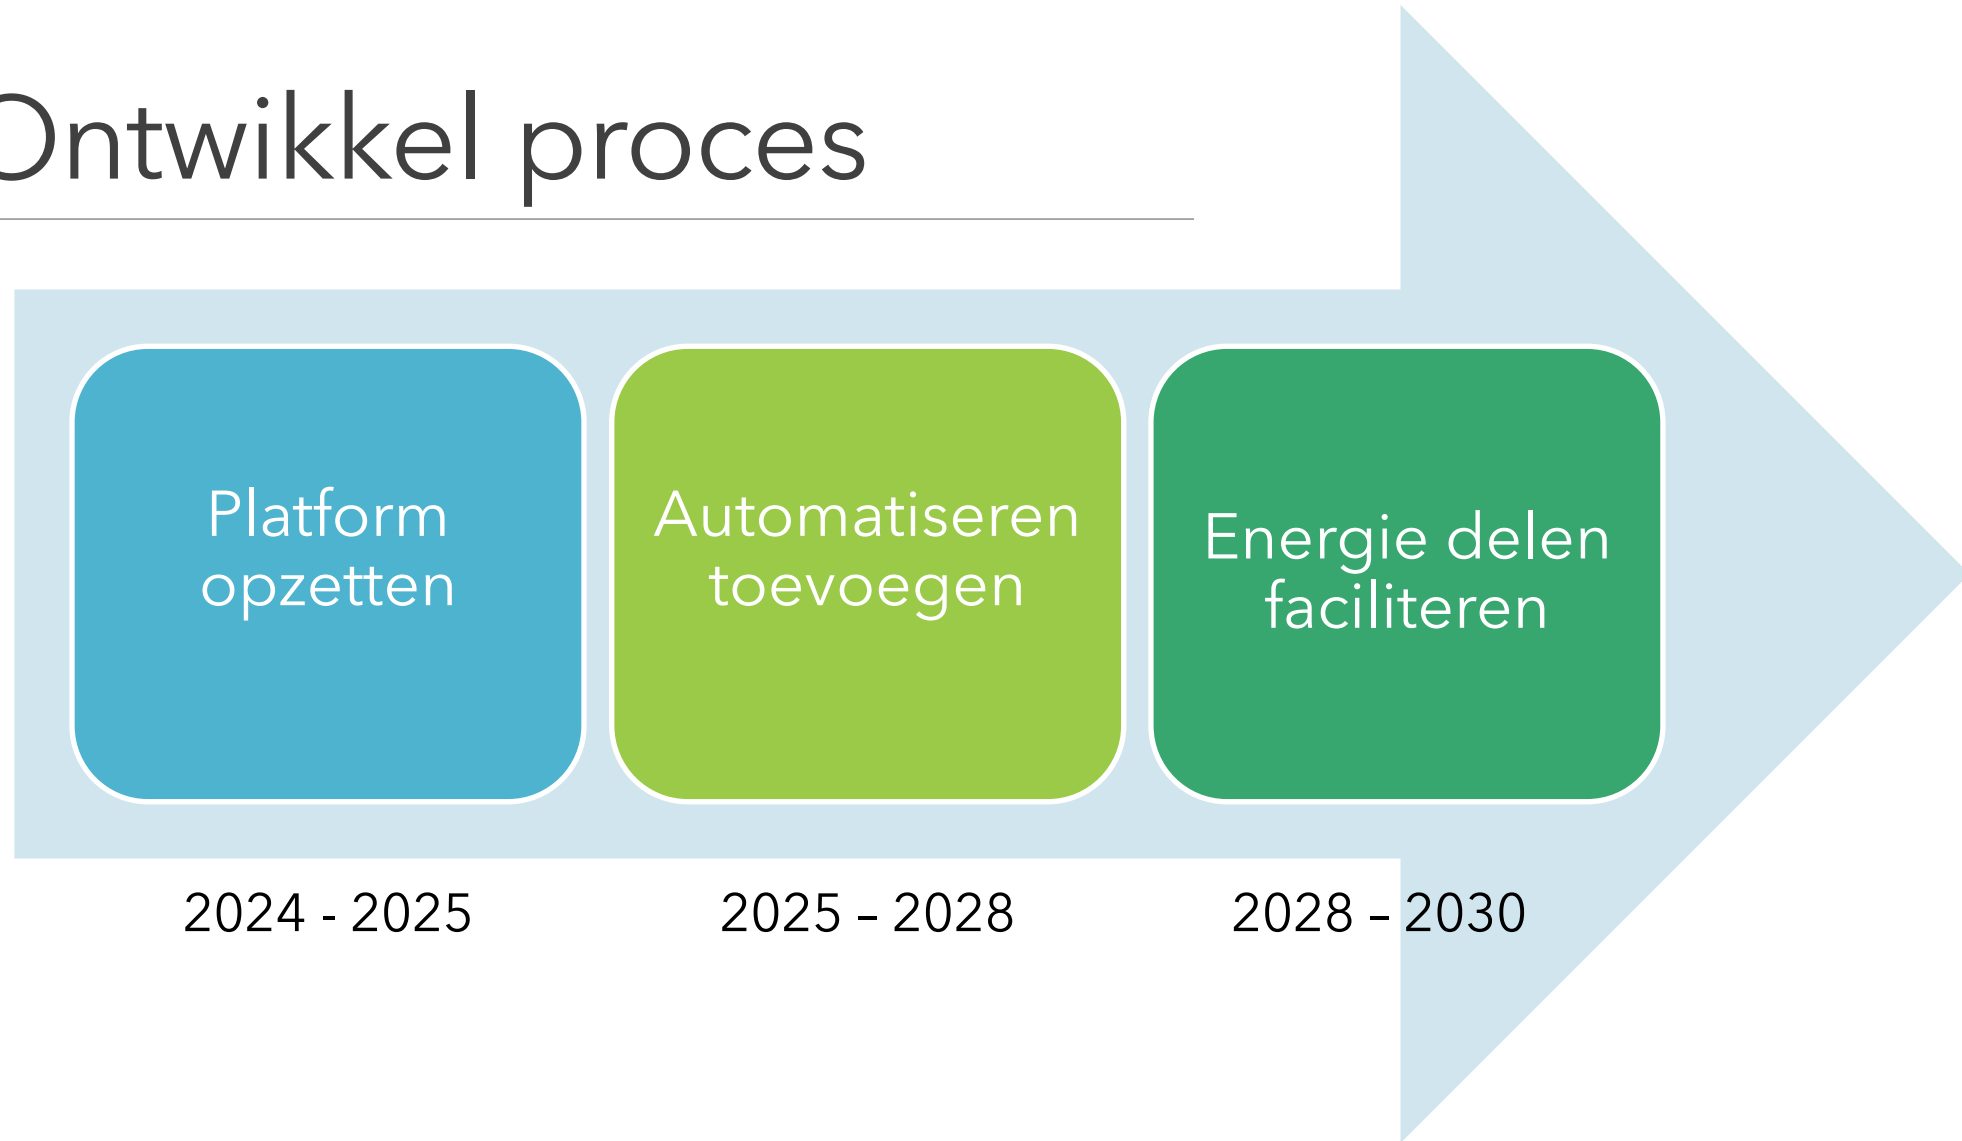 Ontwikkel proces
Platform
opzetten
Automatiseren
toevoegen
Energie delen
faciliteren
2024 - 2025
2025 – 2028
2028 – 2030